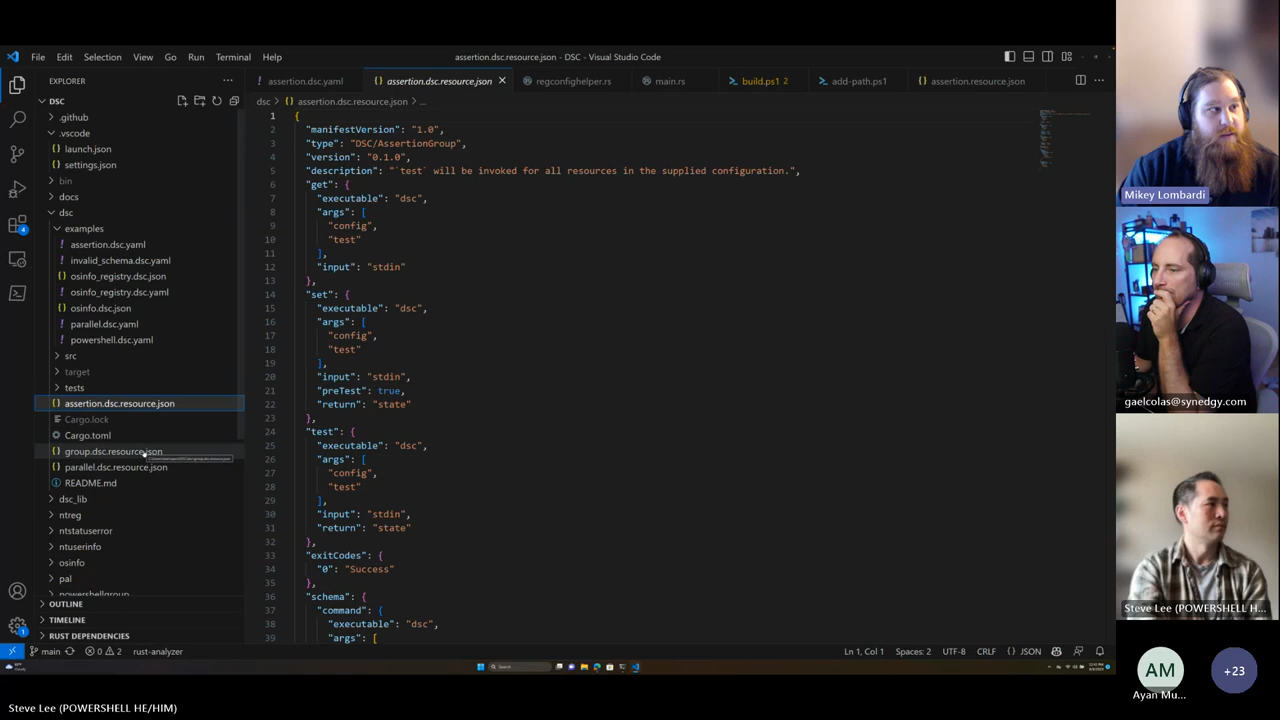 File Edit Selection View Go Run Terminal Help
assertion.dsc.resource.json - DSC - Visual Studio Code
EXPLORER
DSC
.github
.vscode
launch.json
settings.json
bin
docs
dsc
examples
assertion.dsc.yaml
invalid_schema.dsc.yaml
osinfo_registry.dsc.json
osinfo_registry.dsc.yaml
osinfo.dsc.json
parallel.dsc.yaml
powershell.dsc.yaml
src
target
tests
assertion.dsc.resource.json
Cargo.lock
Cargo.toml
group.dsc.resource.json
parallel.dsc.resource.json
README.md
dsc_lib
ntreg
ntstatuserror
ntuserinfo
osinfo
pal
powershellgroup
OUTLINE
TIMELINE
RUST DEPENDENCIES
assertion.dsc.yaml assertion.dsc.resource.json regconfighelper.rs main.rs build.ps1 2 add-path.ps1 assertion.resource.json
dsc > assertion.dsc.resource.json > ...
1 {
2 "manifestVersion": "1.0",
3 "type": "DSC/AssertionGroup",
4 "version": "0.1.0",
5 "description": "`test` will be invoked for all resources in the supplied configuration.",
6 "get": {
7 "executable": "dsc",
8 "args": [
9 "config",
10 "test"
11 ],
12 "input": "stdin"
13 },
14 "set": {
15 "executable": "dsc",
16 "args": [
17 "config",
18 "test"
19 ],
20 "input": "stdin",
21 "preTest": true,
22 "return": "state"
23 },
24 "test": {
25 "executable": "dsc",
26 "args": [
27 "config",
28 "test"
29 ],
30 "input": "stdin",
31 "return": "state"
32 },
33 "exitCodes": {
34 "0": "Success"
35 },
36 "schema": {
37 "command": {
38 "executable": "dsc",
39 "args": [
main 0 2 rust-analyzer
Ln 1, Col 1 Spaces: 2 UTF-8 CRLF {} JSON
Search
Mikey Lombardi
gaelcolas@synedgy.com
Steve Lee (POWERSHELL H...
AM
Ayan Mu...
+23
Steve Lee (POWERSHELL HE/HIM)